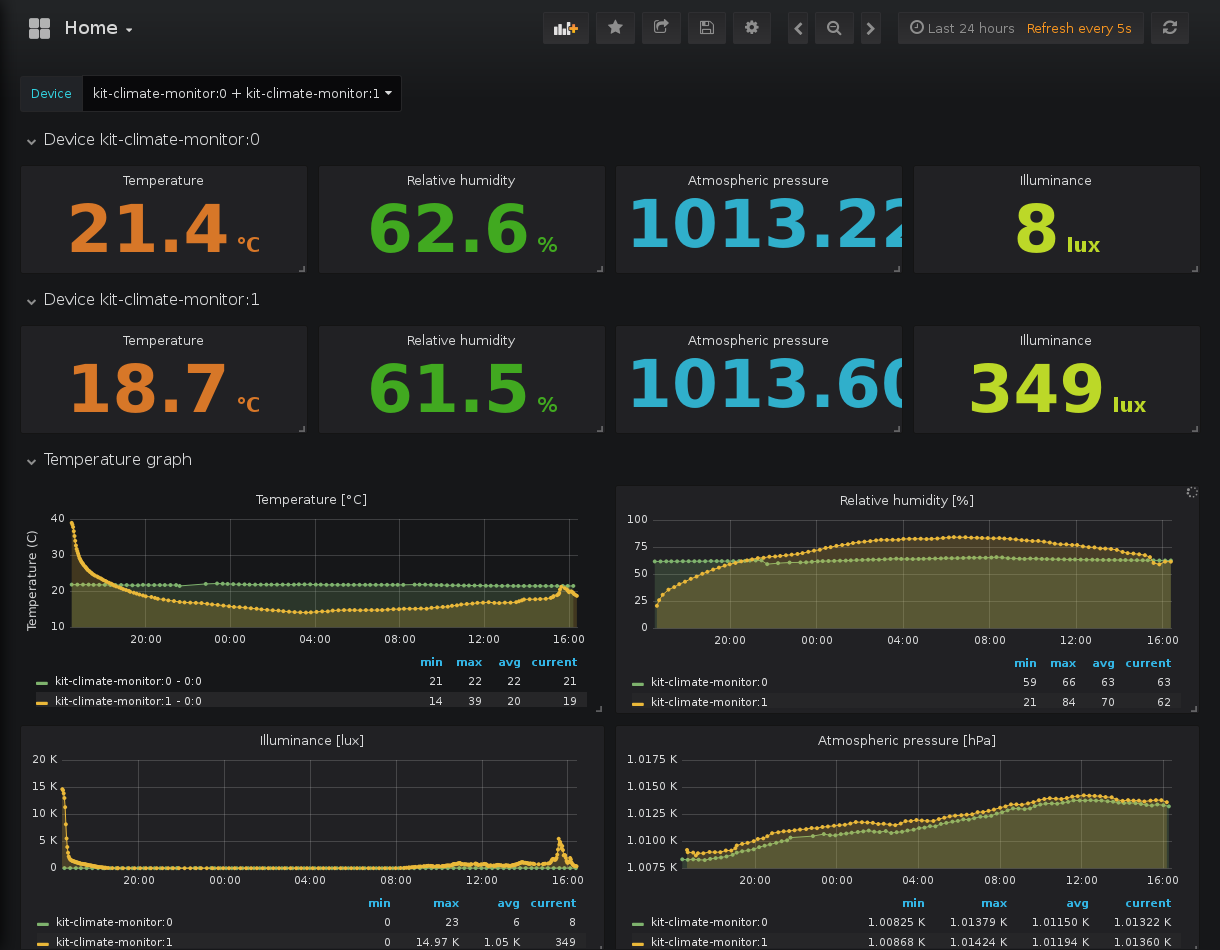 Home
Last 24 hours Refresh every 5s
Device kit-climate-monitor:0 + kit-climate-monitor:1
Device kit-climate-monitor:0
Temperature Relative humidity Atmospheric pressure Illuminance
21.4 °C 62.6 % 1013.22 8 lux
Device kit-climate-monitor:1
Temperature Relative humidity Atmospheric pressure Illuminance
18.7 °C 61.5 % 1013.60 349 lux
Temperature graph
Temperature [°C]
Temperature (C)
40
30
20
10
20:00 00:00 04:00 08:00 12:00 16:00
min max avg current
kit-climate-monitor:0 - 0:0 21 22 22 21
kit-climate-monitor:1 - 0:0 14 39 20 19
Relative humidity [%]
100
75
50
25
0
20:00 00:00 04:00 08:00 12:00 16:00
min max avg current
kit-climate-monitor:0 59 66 63 63
kit-climate-monitor:1 21 84 70 62
Illuminance [lux]
20 K
15 K
10 K
5 K
0
20:00 00:00 04:00 08:00 12:00 16:00
min max avg current
kit-climate-monitor:0 0 23 6 8
kit-climate-monitor:1 0 14.97 K 1.05 K 349
Atmospheric pressure [hPa]
1.0175 K
1.0150 K
1.0125 K
1.0100 K
1.0075 K
20:00 00:00 04:00 08:00 12:00 16:00
min max avg current
kit-climate-monitor:0 1.00825 K 1.01379 K 1.01150 K 1.01322 K
kit-climate-monitor:1 1.00868 K 1.01424 K 1.01194 K 1.01360 K